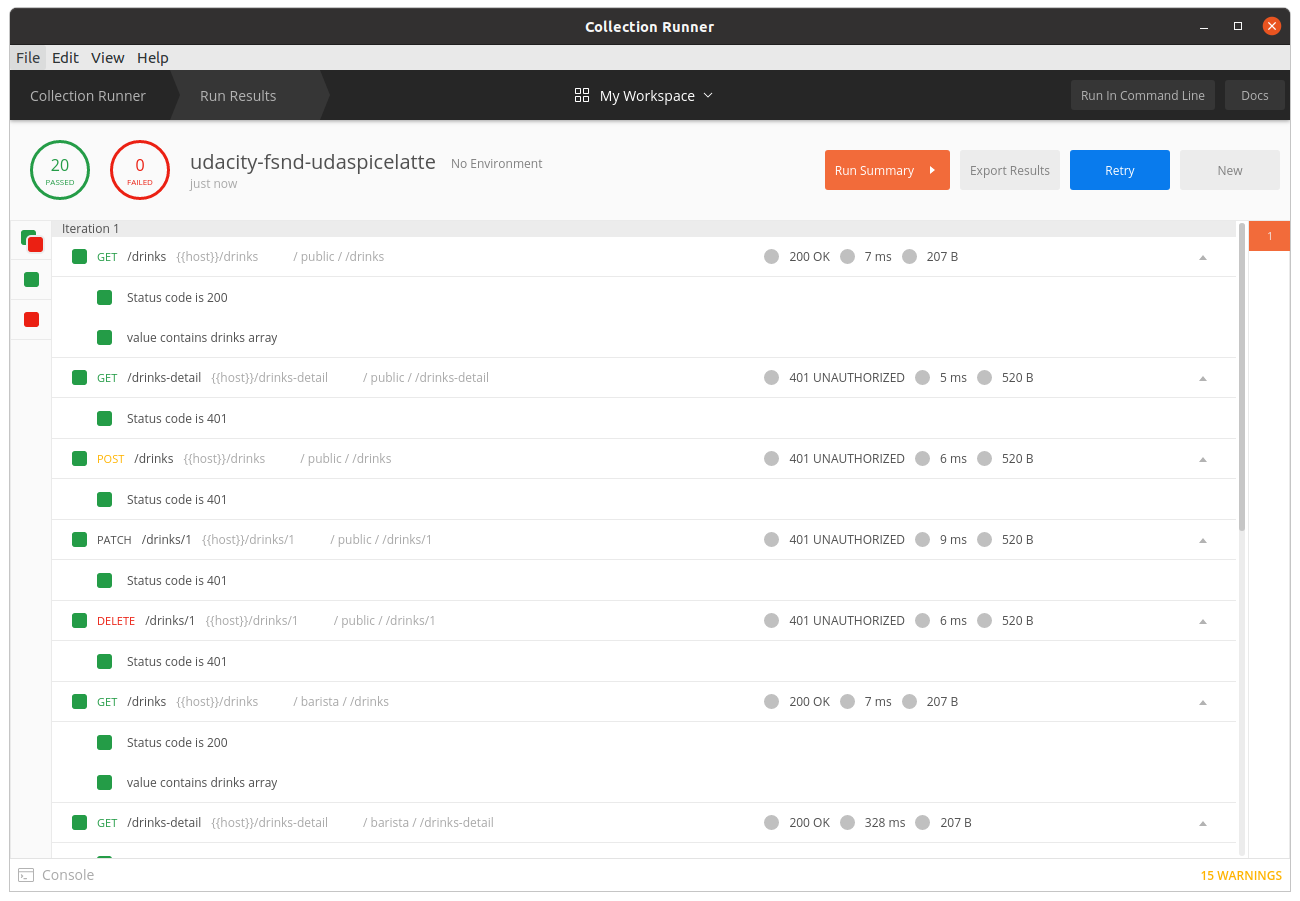 Collection Runner
File Edit View Help
Collection Runner Run Results My Workspace Run In Command Line Docs
20 PASSED 0 FAILED udacity-fsnd-udaspicelatte No Environment just now Run Summary Export Results Retry New
Iteration 1
1
GET /drinks {{host}}/drinks / public / /drinks 200 OK 7 ms 207 B
Status code is 200
value contains drinks array
GET /drinks-detail {{host}}/drinks-detail / public / /drinks-detail 401 UNAUTHORIZED 5 ms 520 B
Status code is 401
POST /drinks {{host}}/drinks / public / /drinks 401 UNAUTHORIZED 6 ms 520 B
Status code is 401
PATCH /drinks/1 {{host}}/drinks/1 / public / /drinks/1 401 UNAUTHORIZED 9 ms 520 B
Status code is 401
DELETE /drinks/1 {{host}}/drinks/1 / public / /drinks/1 401 UNAUTHORIZED 6 ms 520 B
Status code is 401
GET /drinks {{host}}/drinks / barista / /drinks 200 OK 7 ms 207 B
Status code is 200
value contains drinks array
GET /drinks-detail {{host}}/drinks-detail / barista / /drinks-detail 200 OK 328 ms 207 B
Console 15 WARNINGS